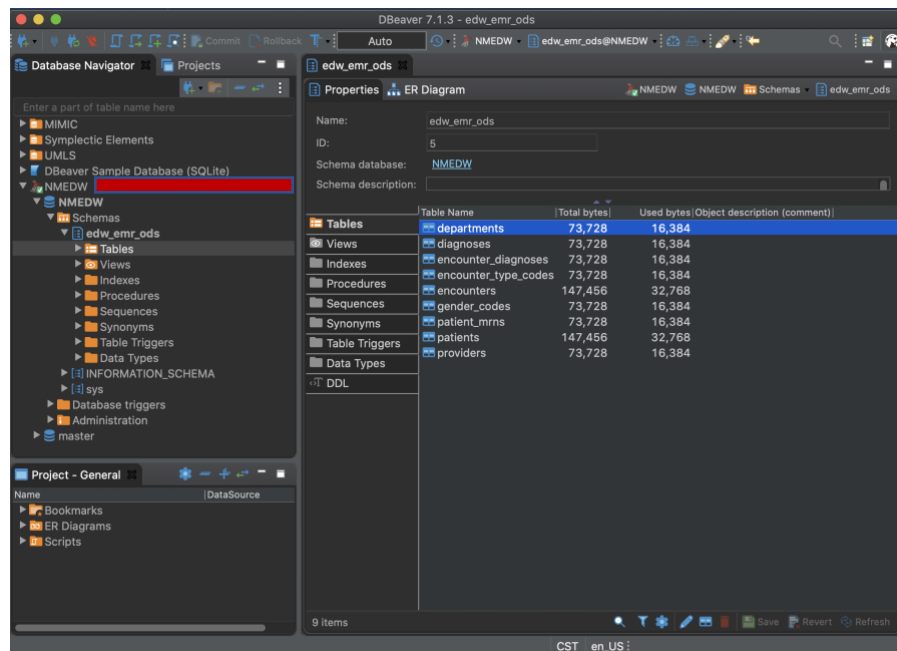 DBeaver 7.1.3 - edw_emr_ods
Commit Rollback Auto NMEDW edw_emr_ods@NMEDW
Database Navigator Projects
Enter a part of table name here
MIMIC
Symplectic Elements
UMLS
DBeaver Sample Database (SQLite)
NMEDW
NMEDW
Schemas
edw_emr_ods
Tables
Views
Indexes
Procedures
Sequences
Synonyms
Table Triggers
Data Types
INFORMATION_SCHEMA
sys
Database triggers
Administration
master
Project - General
Name DataSource
Bookmarks
ER Diagrams
Scripts
edw_emr_ods
Properties ER Diagram NMEDW NMEDW Schemas edw_emr_ods
Name: edw_emr_ods
ID: 5
Schema database: NMEDW
Schema description:
Tables
Views
Indexes
Procedures
Sequences
Synonyms
Table Triggers
Data Types
DDL
Table Name Total bytes Used bytes Object description (comment)
departments 73,728 16,384
diagnoses 73,728 16,384
encounter_diagnoses 73,728 16,384
encounter_type_codes 73,728 16,384
encounters 147,456 32,768
gender_codes 73,728 16,384
patient_mrns 73,728 16,384
patients 147,456 32,768
providers 73,728 16,384
9 items Save Revert Refresh
CST en_US